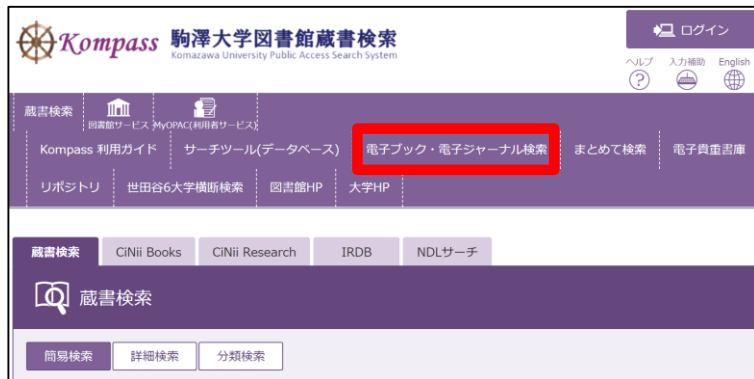 Kompass 駒澤大学図書館蔵書検索
Komazawa University Public Access Search System
ログイン
ヘルプ 入力補助 English
蔵書検索 図書館サービス MyOPAC(利用者サービス)
Kompass 利用ガイド サーチツール(データベース) 電子ブック・電子ジャーナル検索 まとめて検索 電子貴重書庫
リポジトリ 世田谷6大学横断検索 図書館HP 大学HP
蔵書検索 CiNii Books CiNii Research IRDB NDLサーチ
蔵書検索
簡易検索 詳細検索 分類検索